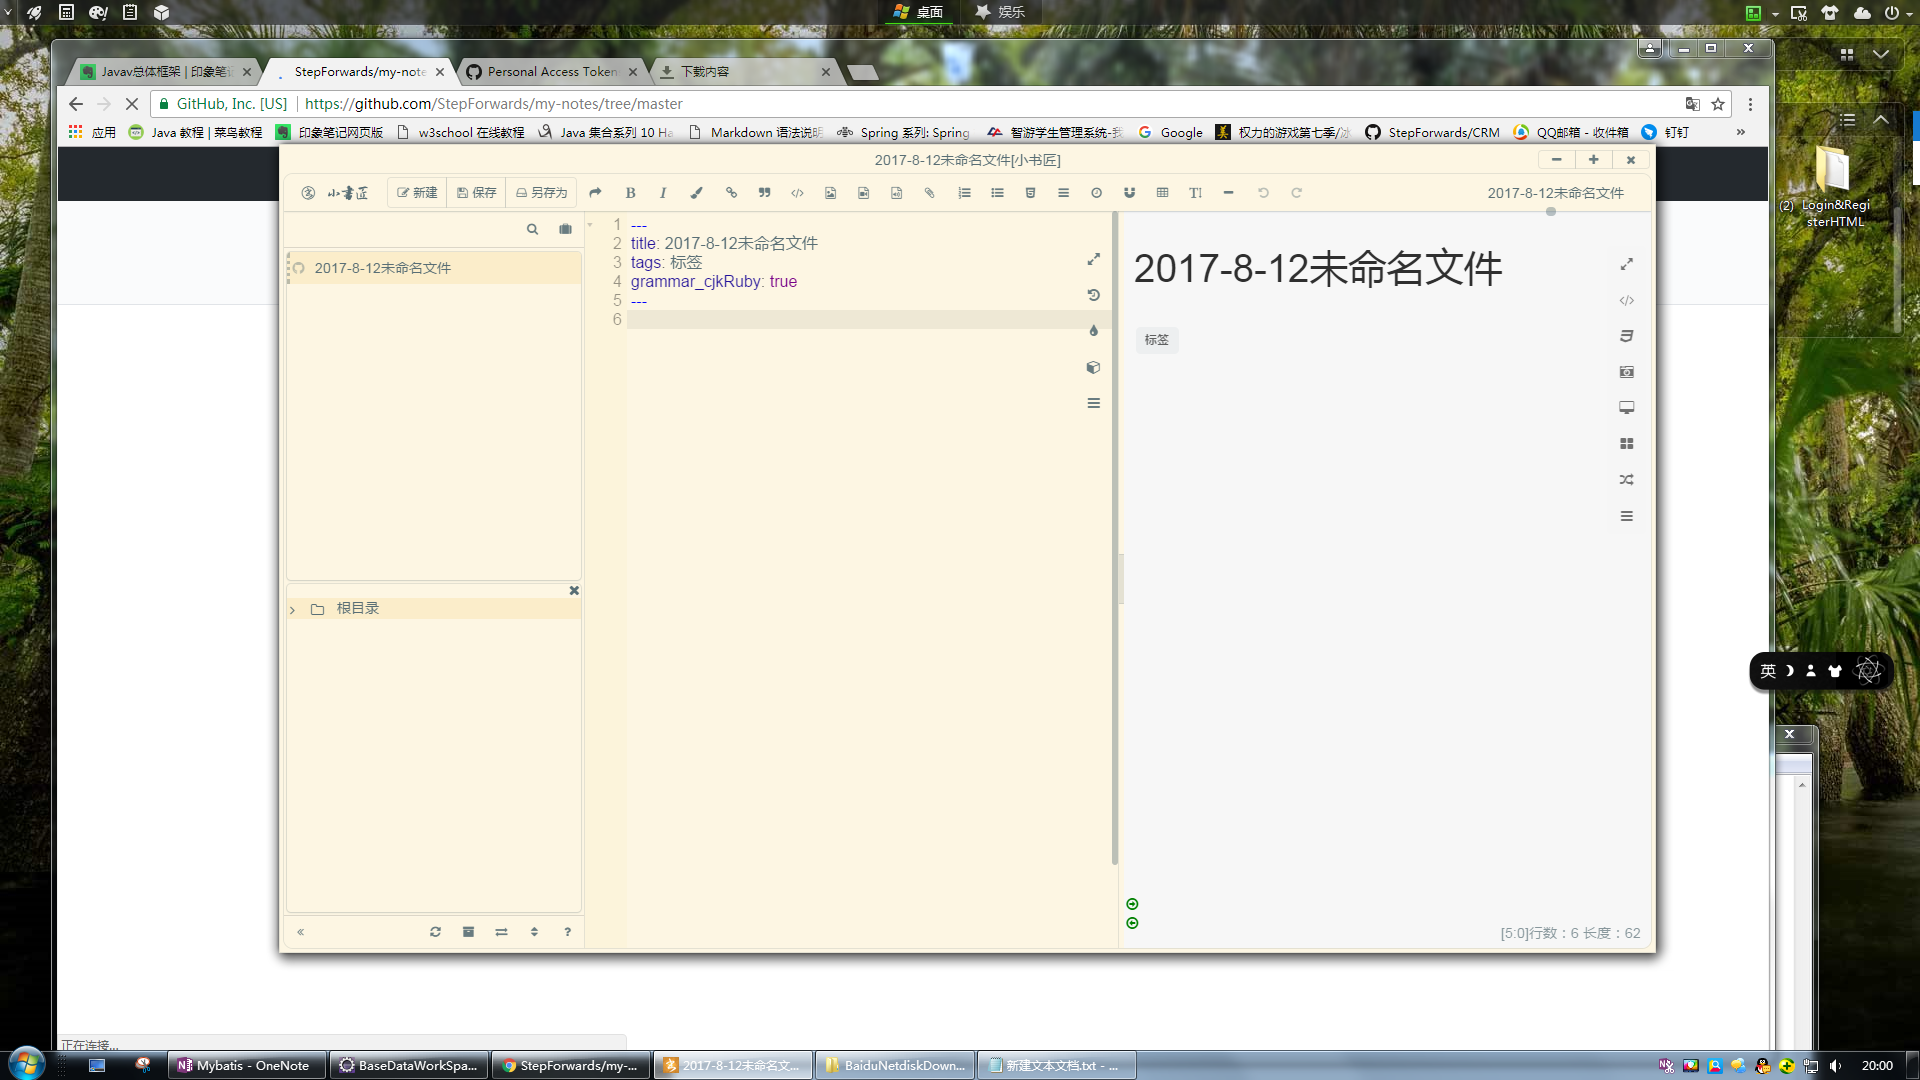 桌面
娱乐
Javav总体框架 | 印象笔记
StepForwards/my-note
Personal Access Token
下载内容
GitHub, Inc. [US]
https://github.com/StepForwards/my-notes/tree/master
应用
Java 教程 | 菜鸟教程
印象笔记网页版
w3school 在线教程
Java 集合系列 10 Ha
Markdown 语法说明
Spring 系列: Spring
智游学生管理系统-我
Google
权力的游戏第七季/冰
StepForwards/CRM
QQ邮箱 - 收件箱
钉钉
»
2017-8-12未命名文件[小书匠]
小書匠
新建
保存
另存为
2017-8-12未命名文件
2017-8-12未命名文件
根目录
1 ---
2 title: 2017-8-12未命名文件
3 tags: 标签
4 grammar_cjkRuby: true
5 ---
6
2017-8-12未命名文件
标签
[5:0]行数：6 长度：62
(2) Login&Regi
sterHTML
英
正在连接...
Mybatis - OneNote
BaseDataWorkSpa...
StepForwards/my-...
2017-8-12未命名文...
BaiduNetdiskDown...
新建文本文档.txt - ...
20:00